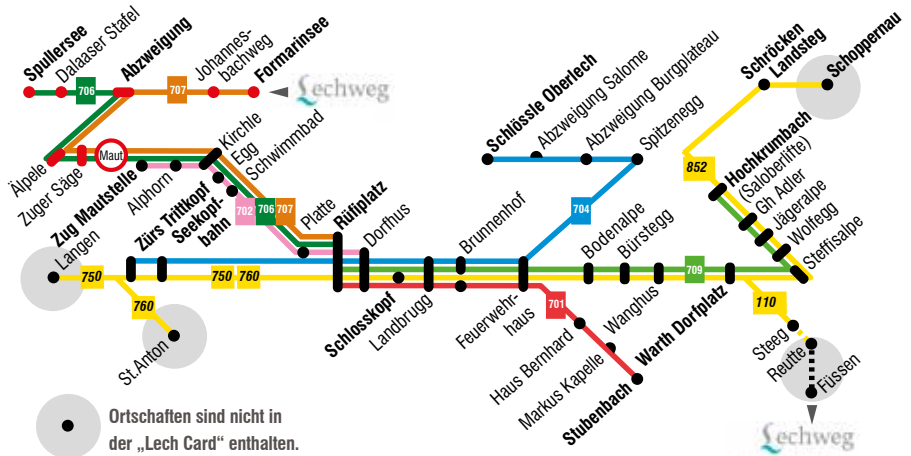 Spullersee
Dalaaser Stafel
706
Abzweigung
707
Johannes-
bachweg
Formarinsee
Lechweg
Schlössle Oberlech
Abzweigung Salome
Abzweigung Burgplateau
Spitzenegg
Schröcken
Landsteg
Schoppernau
Älpele
Zuger Säge
Maut
Kirchle
Egg
Schwimmbad
Zug Mautstelle
Alphorn
702
706
707
Platte
Rüfiplatz
Dorfhus
Brunnenhof
704
852
Hochkrumbach
(Saloberlifte)
Gh Adler
Jägeralpe
Wolfegg
Steffisalpe
Langen
750
Zürs Trittkopf
Seekopf-
bahn
750 760
760
St.Anton
Schlosskopf
Landbrugg
Feuerwehr-
haus
Bodenalpe
Bürstegg
709
701
Haus Bernhard
Markus Kapelle
Wanghus
Stubenbach
Warth Dorfplatz
110
Steeg
Reutte
Füssen
Lechweg
Ortschaften sind nicht in
der „Lech Card“ enthalten.